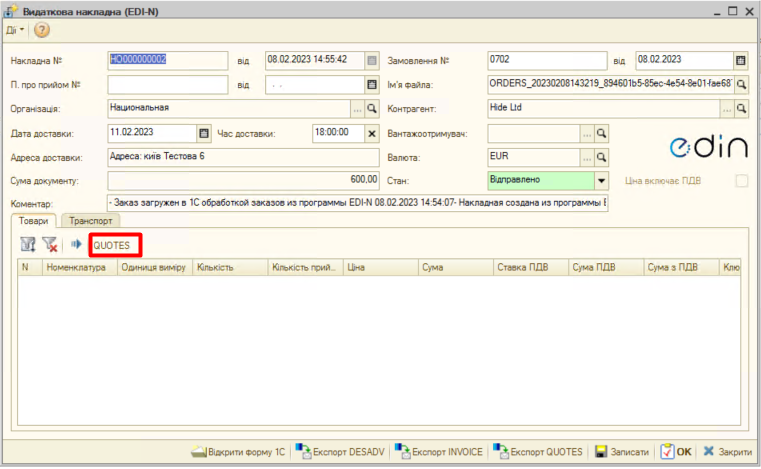 Видаткова накладна (EDI-N)
Дії
Накладна №: НО000000002 від 08.02.2023 14:55:42 Замовлення №: 0702 від 08.02.2023
П. про прийом №: від . . Ім'я файла: ORDERS_20230208143219_894601b5-85ec-4e54-8e01-fae68
Організація: Национальная ... Контрагент: Hide Ltd ...
Дата доставки: 11.02.2023 Час доставки: 18:00:00 Вантажоотримувач: ... edin
Адреса доставки: Адреса: київ Тестова 6 Валюта: EUR ...
Сума документу: 600,00 Стан: Відправлено Ціна включає ПДВ
Коментар: - Заказ загружен в 1С обработкой заказов из программы EDI-N 08.02.2023 14:54:07- Накладная создана из программы E
Товари Транспорт
QUOTES
N Номенклатура Одиниця виміру Кількість Кількість прий... Ціна Сума Ставка ПДВ Сума ПДВ Сума з ПДВ Клю
Відкрити форму 1С Експорт DESADV Експорт INVOICE Експорт QUOTES Записати OK Закрити